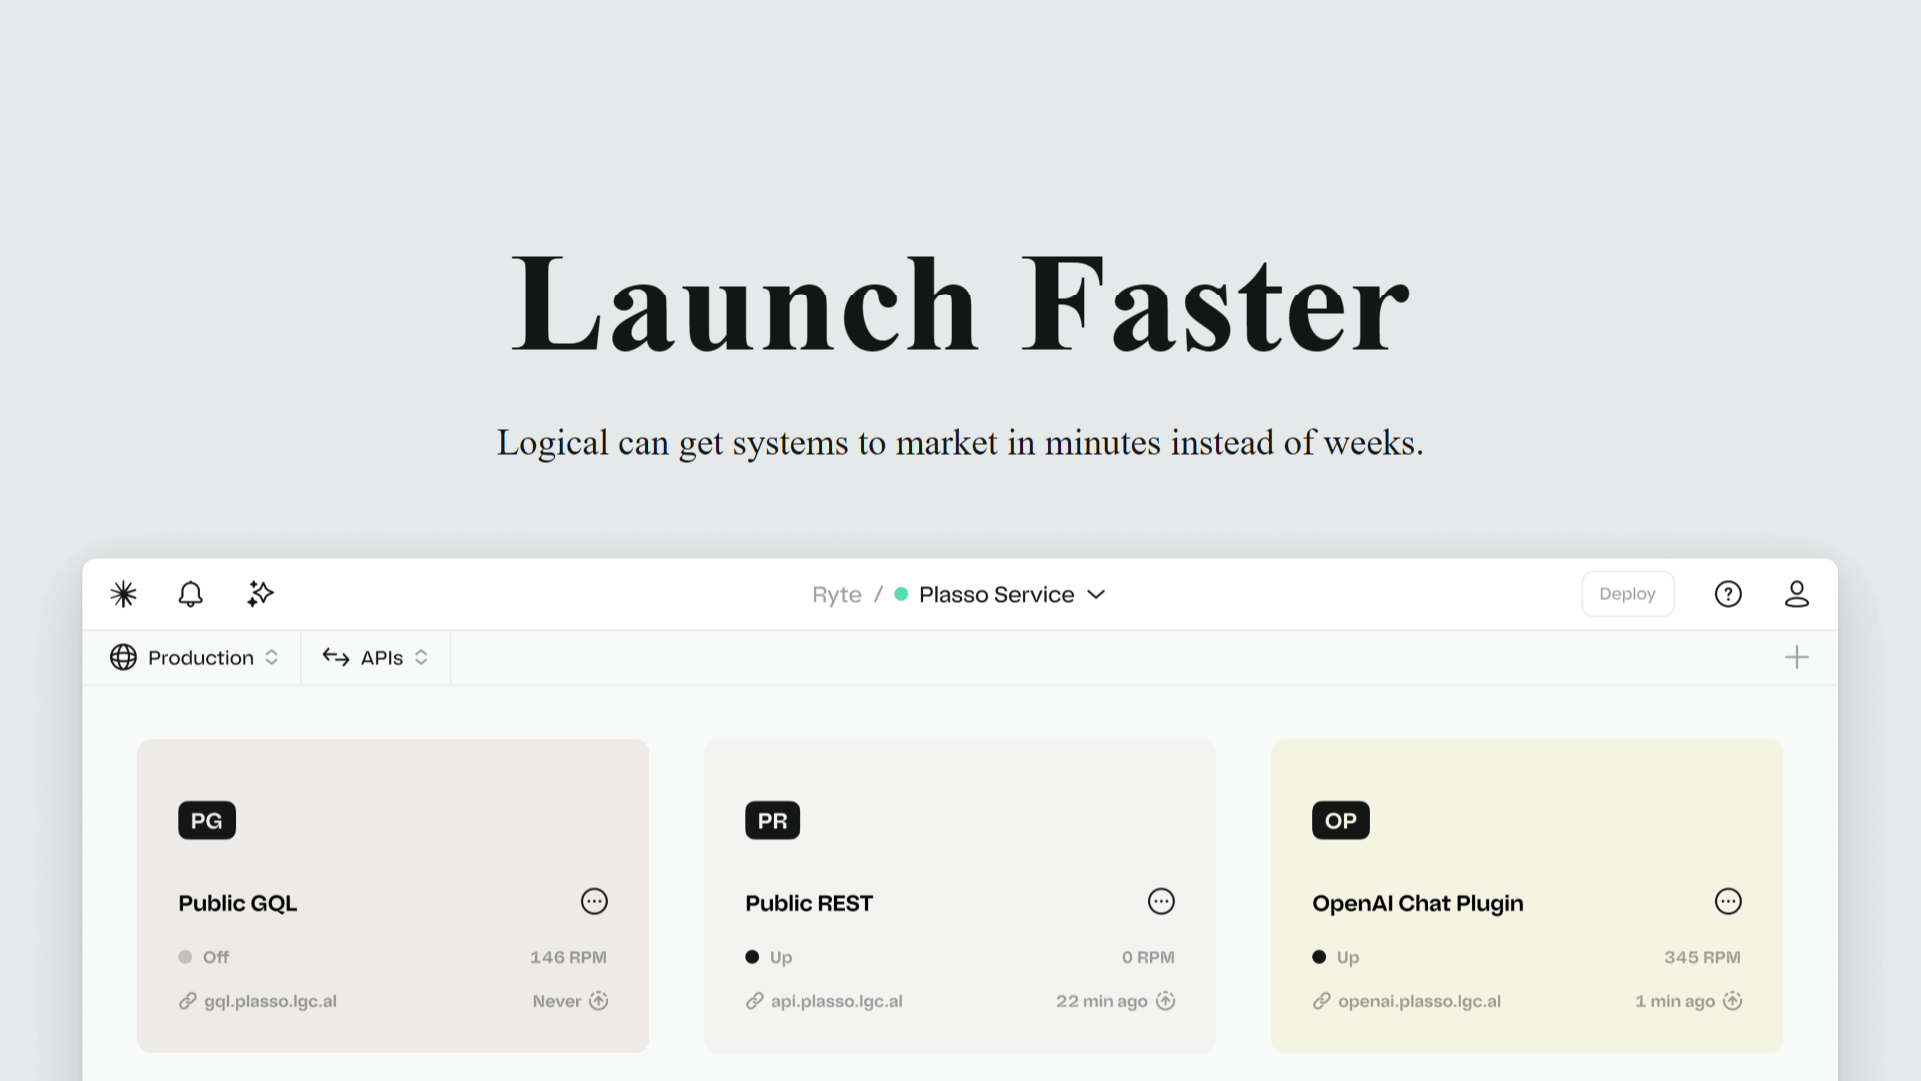 Launch Faster
Logical can get systems to market in minutes instead of weeks.
Ryte / Plasso Service
Deploy
Production
APIs
PG
Public GQL
Off
146 RPM
gql.plasso.lgc.al
Never
PR
Public REST
Up
0 RPM
api.plasso.lgc.al
22 min ago
OP
OpenAI Chat Plugin
Up
345 RPM
openai.plasso.lgc.al
1 min ago